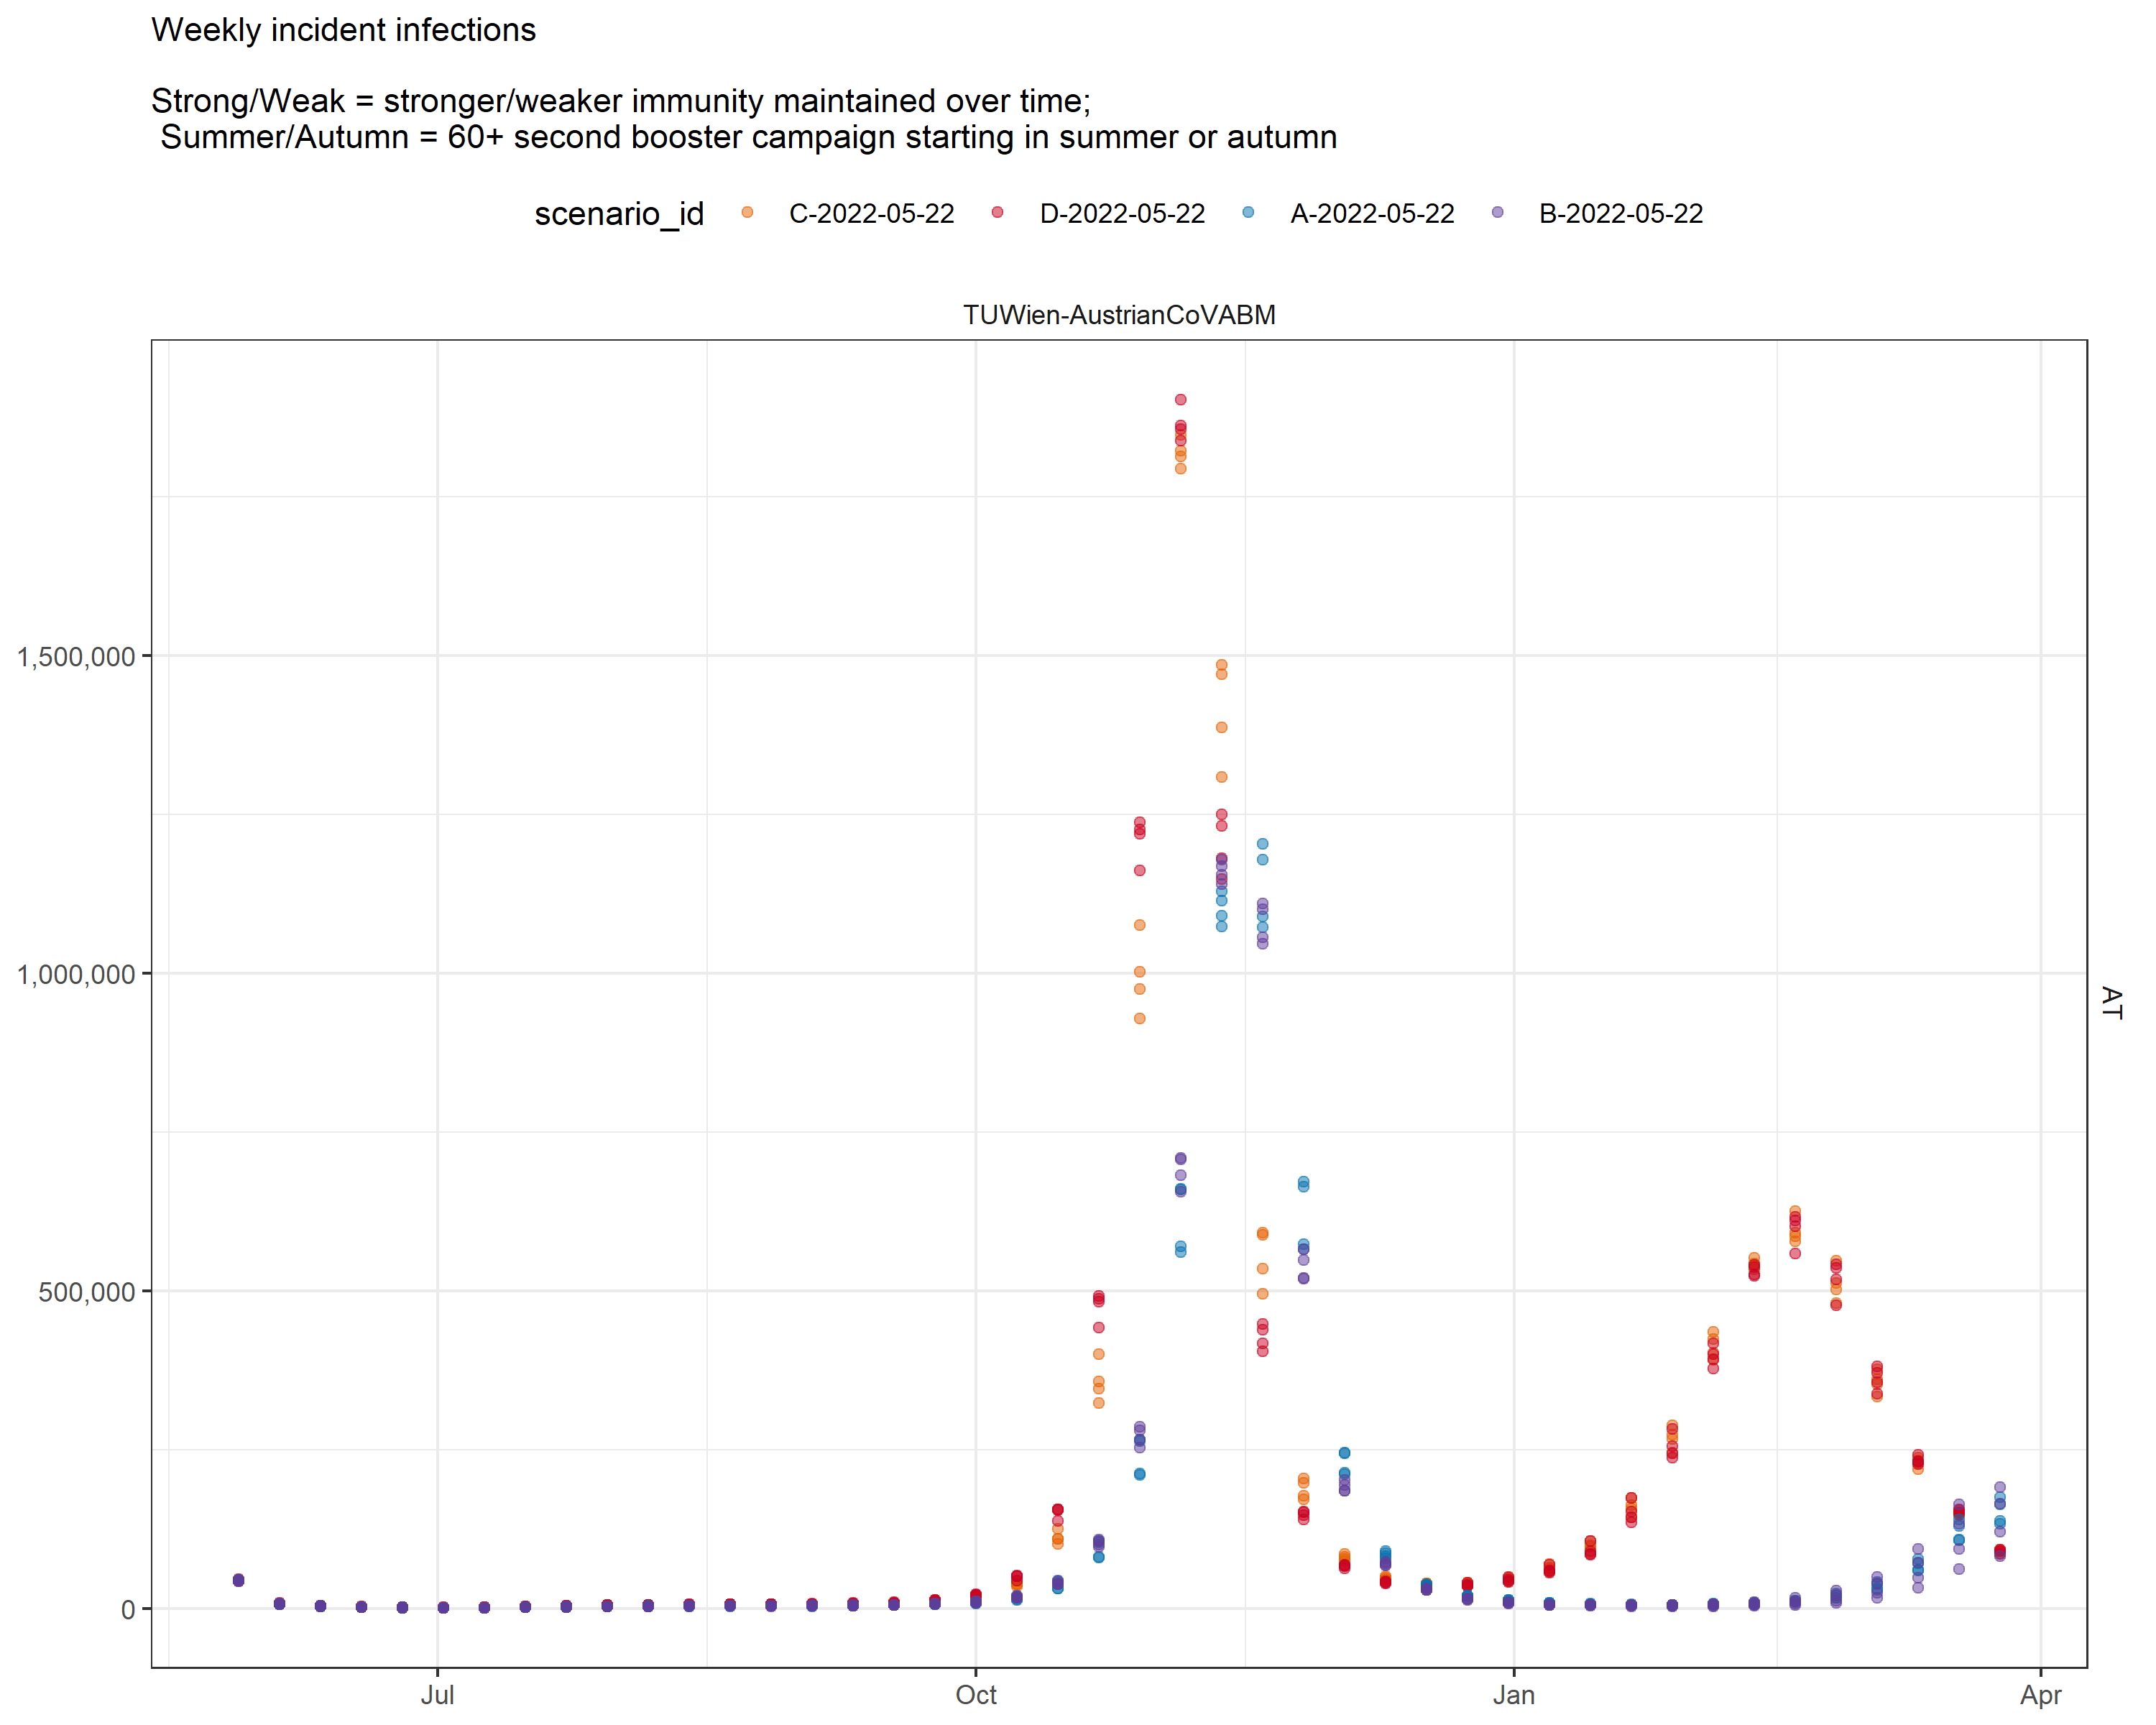 Weekly incident infections
Strong/Weak = stronger/weaker immunity maintained over time;
Summer/Autumn = 60+ second booster campaign starting in summer or autumn
scenario_id C-2022-05-22 D-2022-05-22 A-2022-05-22 B-2022-05-22
TUWien-AustrianCoVABM
1,500,000
1,000,000
500,000
0
AT
Jul Oct Jan Apr